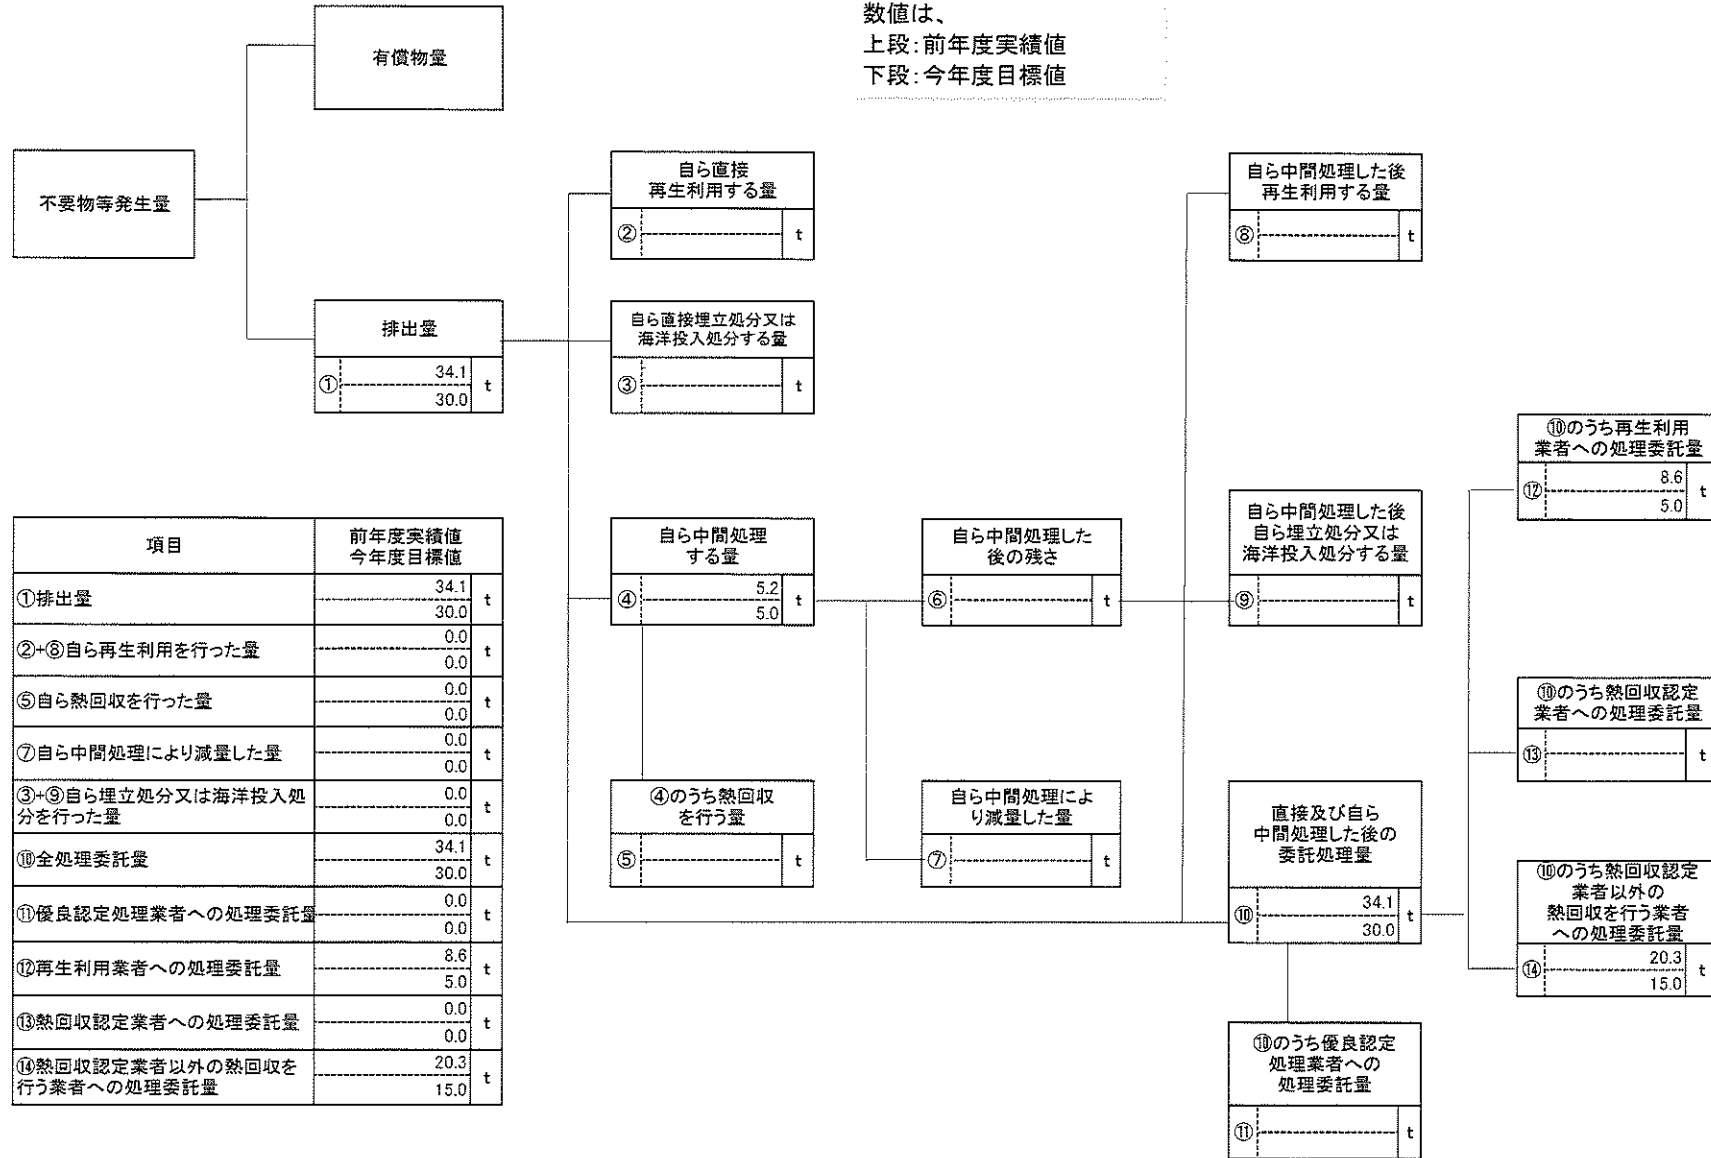 数値は、
上段:前年度実績値
下段:今年度目標値
有償物量
不要物等発生量
排出量
① 34.1 t
30.0
自ら直接
再生利用する量
② t
自ら直接埋立処分又は
海洋投入処分する量
③ t
自ら中間処理
する量
④ 5.2 t
5.0
④のうち熱回収
を行う量
⑤ t
自ら中間処理した
後の残さ
⑥ t
自ら中間処理によ
り減量した量
⑦ t
自ら中間処理した後
再生利用する量
⑧ t
自ら中間処理した後
自ら埋立処分又は
海洋投入処分する量
⑨ t
直接及び自ら
中間処理した後の
委託処理量
⑩ 34.1 t
30.0
⑩のうち優良認定
処理業者への
処理委託量
⑪ t
⑩のうち再生利用
業者への処理委託量
⑫ 8.6 t
5.0
⑩のうち熱回収認定
業者への処理委託量
⑬ t
⑩のうち熱回収認定
業者以外の
熱回収を行う業者
への処理委託量
⑭ 20.3 t
15.0
項目 前年度実績値
今年度目標値
①排出量 34.1 t
30.0
②+⑧自ら再生利用を行った量 0.0 t
0.0
⑤自ら熱回収を行った量 0.0 t
0.0
⑦自ら中間処理により減量した量 0.0 t
0.0
③+⑨自ら埋立処分又は海洋投入処 0.0 t
分を行った量 0.0
⑩全処理委託量 34.1 t
30.0
⑪優良認定処理業者への処理委託量 0.0 t
0.0
⑫再生利用業者への処理委託量 8.6 t
5.0
⑬熱回収認定業者への処理委託量 0.0 t
0.0
⑭熱回収認定業者以外の熱回収を 20.3 t
行う業者への処理委託量 15.0